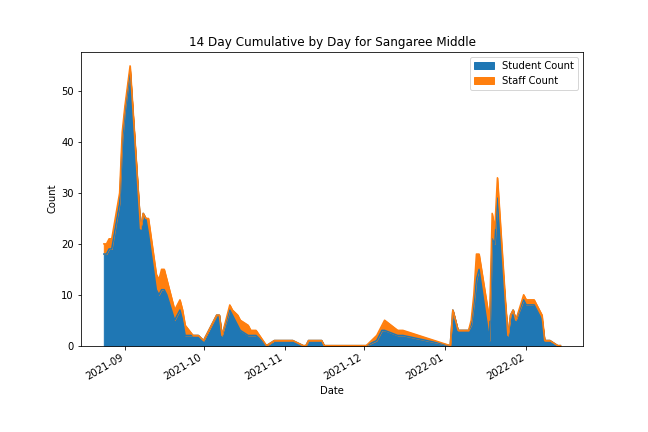 14 Day Cumulative by Day for Sangaree Middle
Student Count
Staff Count
50
40
30
20
10
0
Count
2021-09
2021-10
2021-11
2021-12
2022-01
2022-02
Date